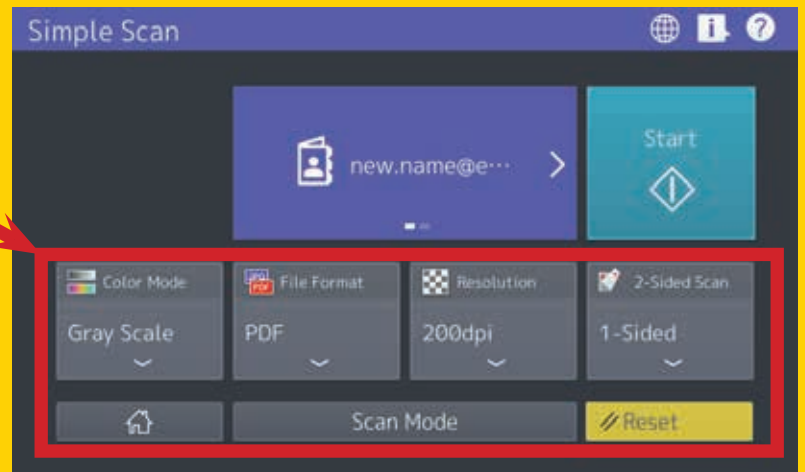 Simple Scan
new.name@e...
Start
Color Mode
File Format
Resolution
2-Sided Scan
Gray Scale
PDF
200dpi
1-Sided
Scan Mode
Reset